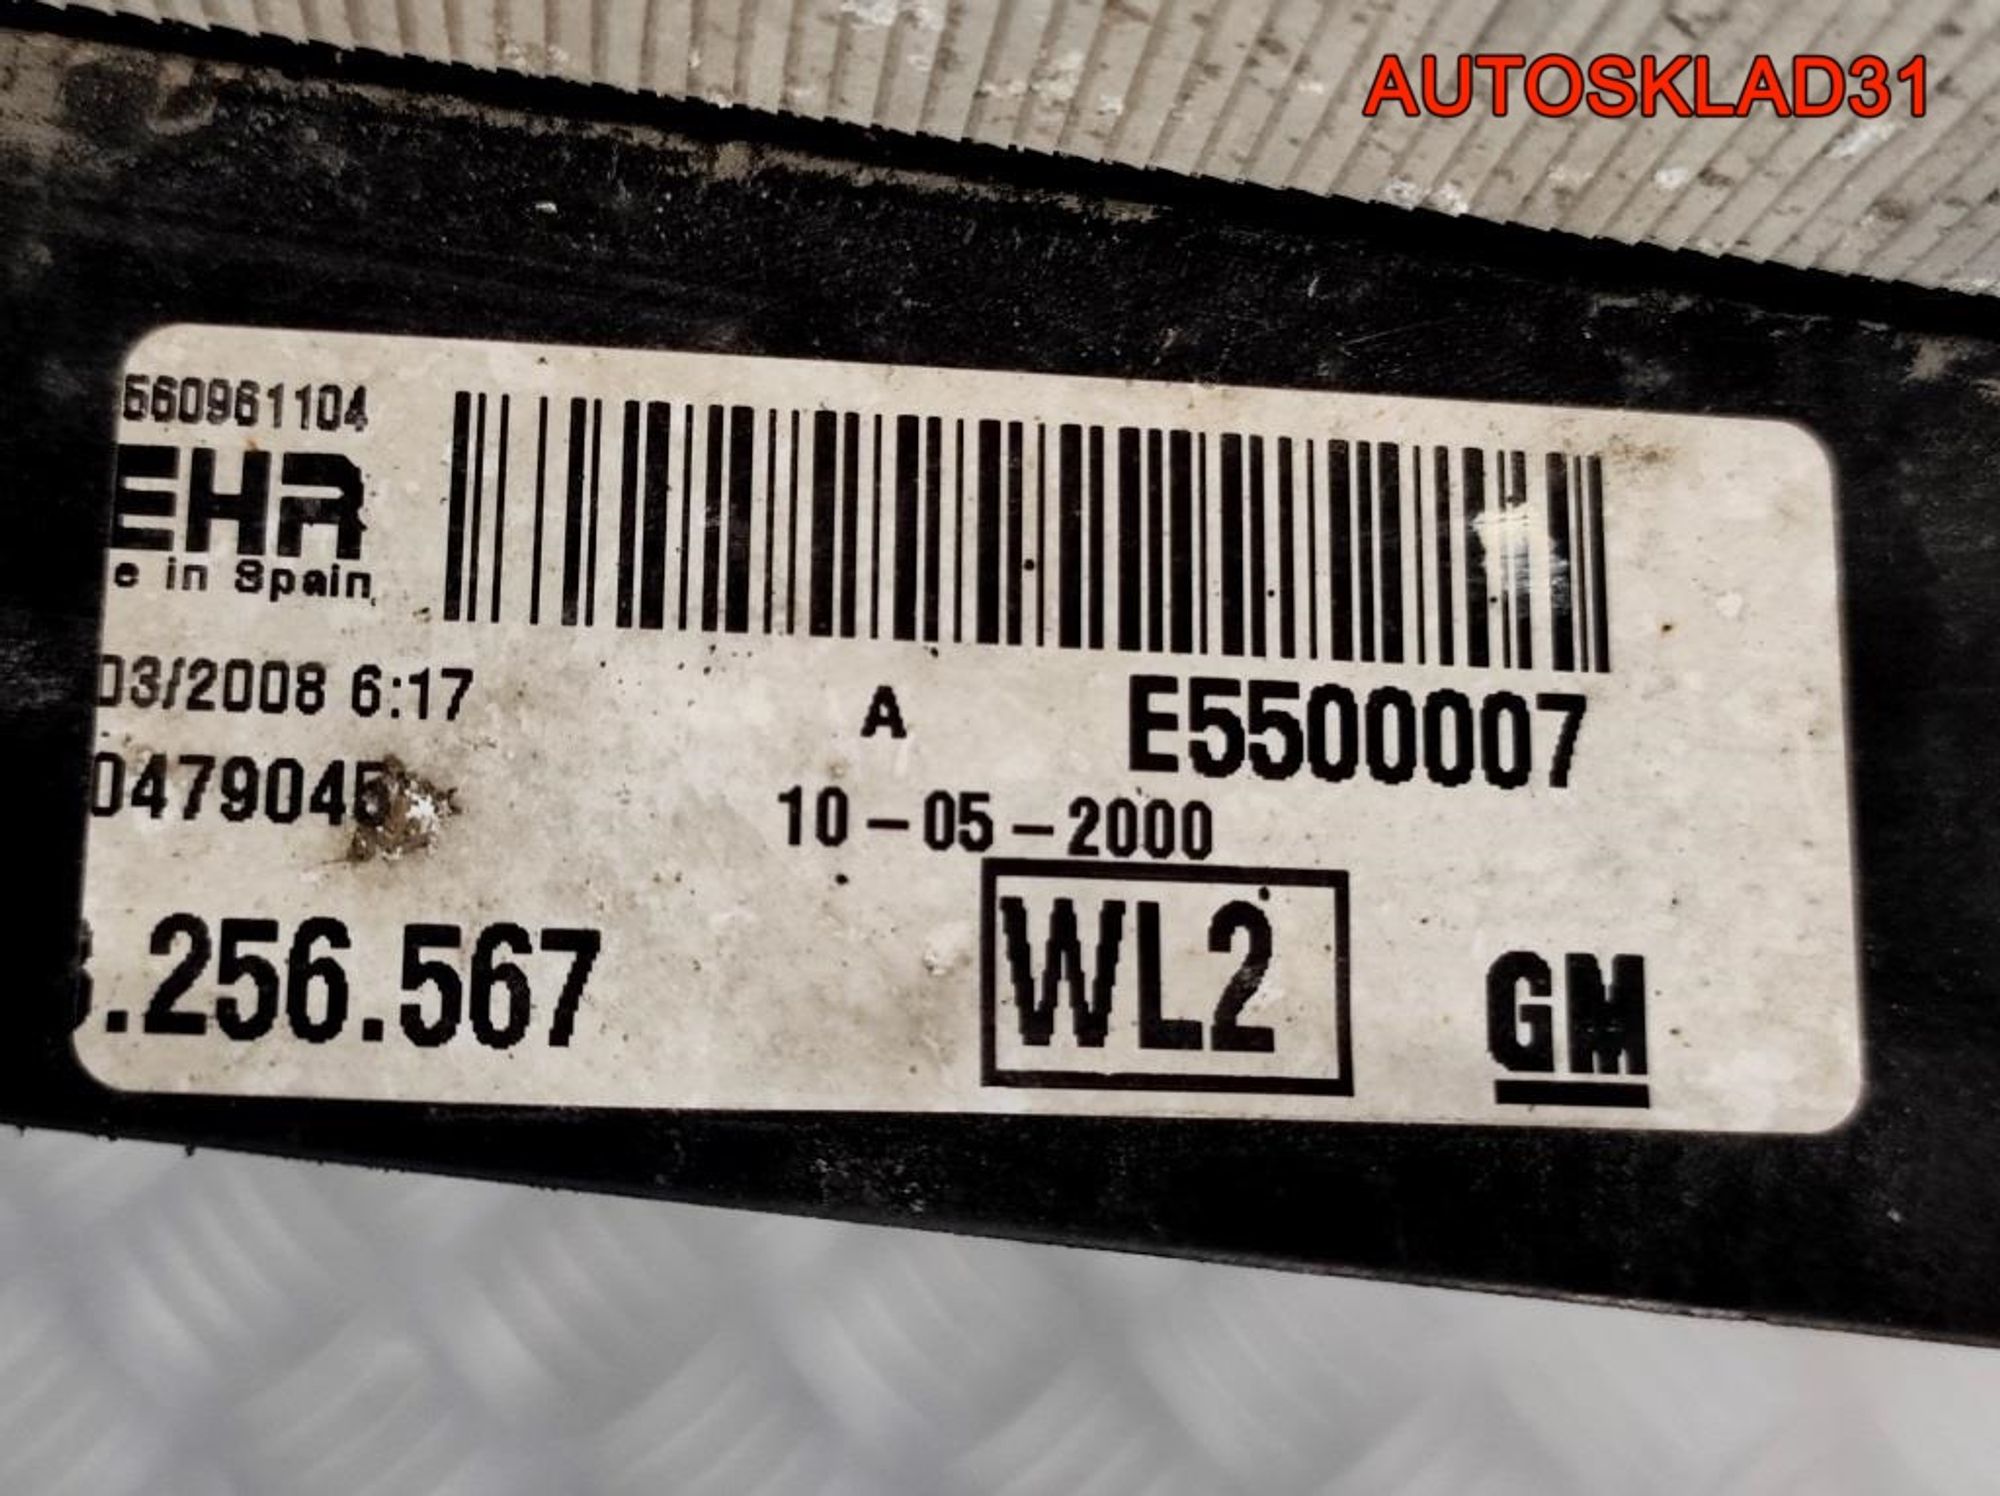 AUTOSKLAD31
560961104
EHR
e in Spain
03/2008 6:17
A
E5500007
0479045
10-05-2000
.256.567
WL2
GM